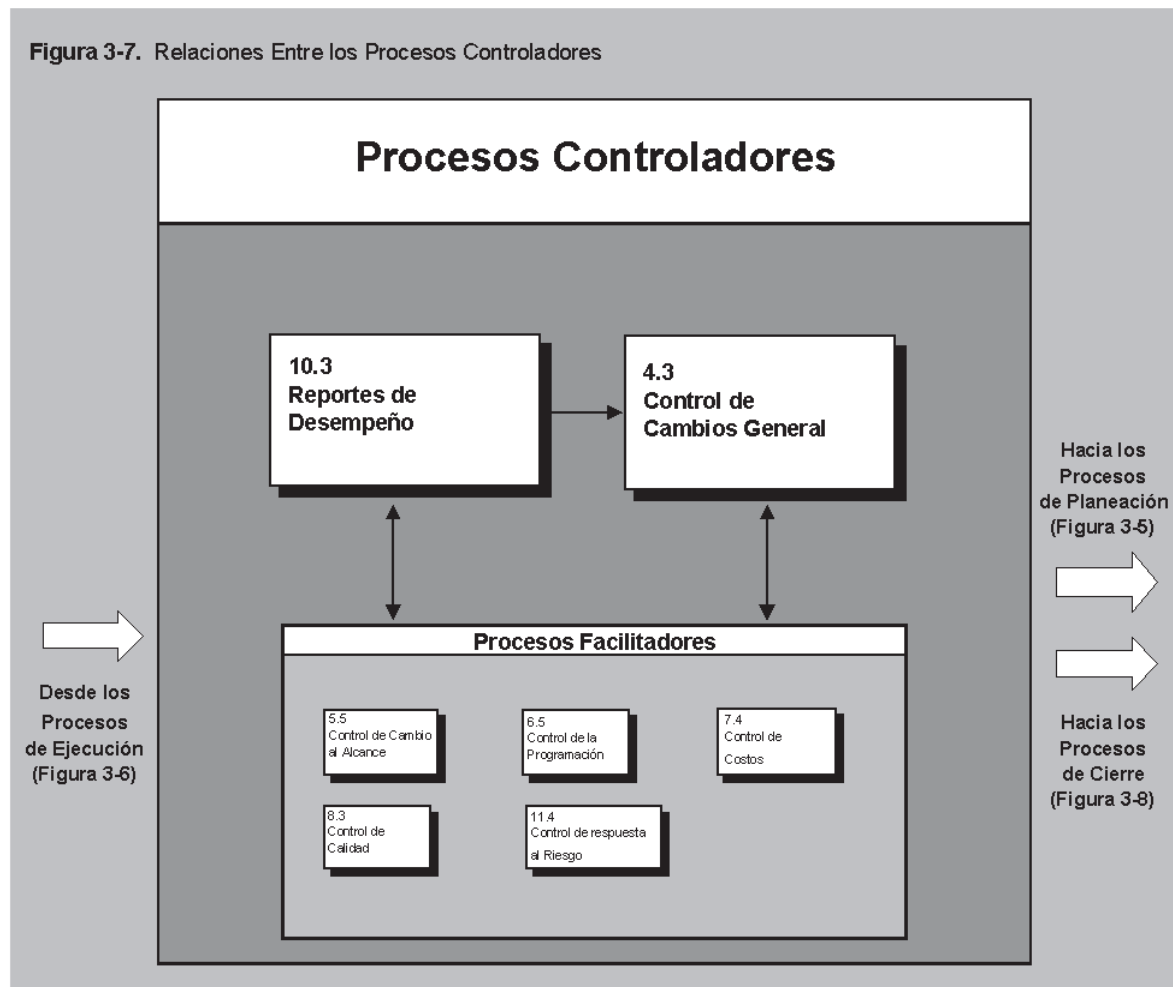 Figura 3-7. Relaciones Entre los Procesos Controladores
Procesos Controladores
10.3
Reportes de
Desempeño
4.3
Control de
Cambios General
Hacia los
Procesos
de Planeación
(Figura 3-5)
Desde los
Procesos
de Ejecución
(Figura 3-6)
Procesos Facilitadores
5.5
Control de Cambio
al Alcance
6.5
Control de la
Programación
7.4
Control de
Costos
8.3
Control de
Calidad
11.4
Control de respuesta
al Riesgo
Hacia los
Procesos
de Cierre
(Figura 3-8)